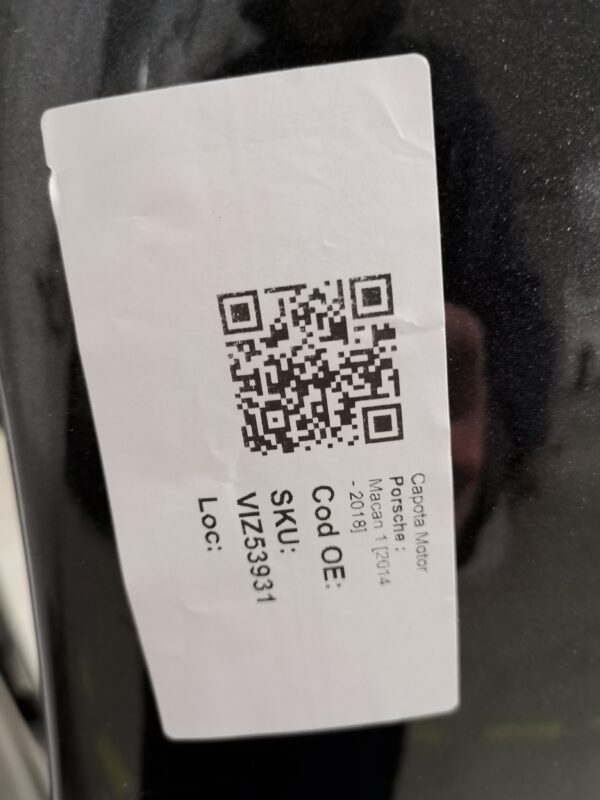 Capota Motor
Porsche :
Macan 1 [2014
- 2018]
Cod OE:
SKU:
VIZ53931
Loc: